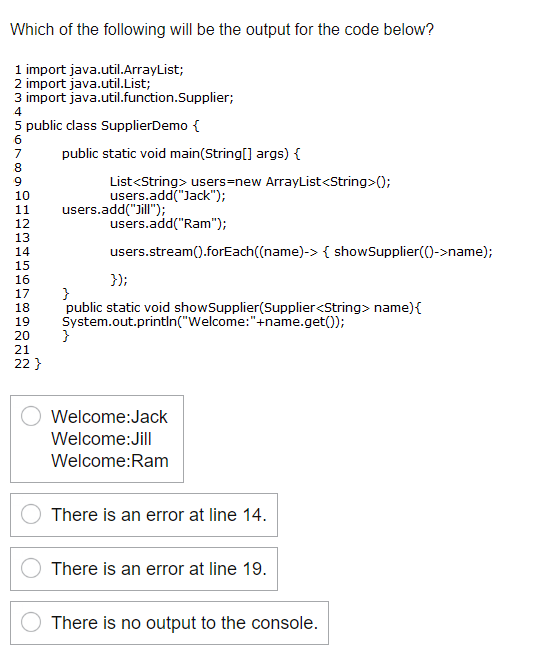 Which of the following will be the output for the code below?
1 import java.util.ArrayList;
2 import java.util.List;
3 import java.util.function.Supplier;
4
5 public class SupplierDemo {
6
7 public static void main(String[] args) {
8
9 List<String> users=new ArrayList<String>();
10 users.add("Jack");
11 users.add("Jill");
12 users.add("Ram");
13
14 users.stream().forEach((name)-> { showSupplier(()->name);
15
16 });
17 }
18 public static void showSupplier(Supplier<String> name){
19 System.out.println("Welcome:"+name.get());
20 }
21
22 }
Welcome:Jack
Welcome:Jill
Welcome:Ram
There is an error at line 14.
There is an error at line 19.
There is no output to the console.